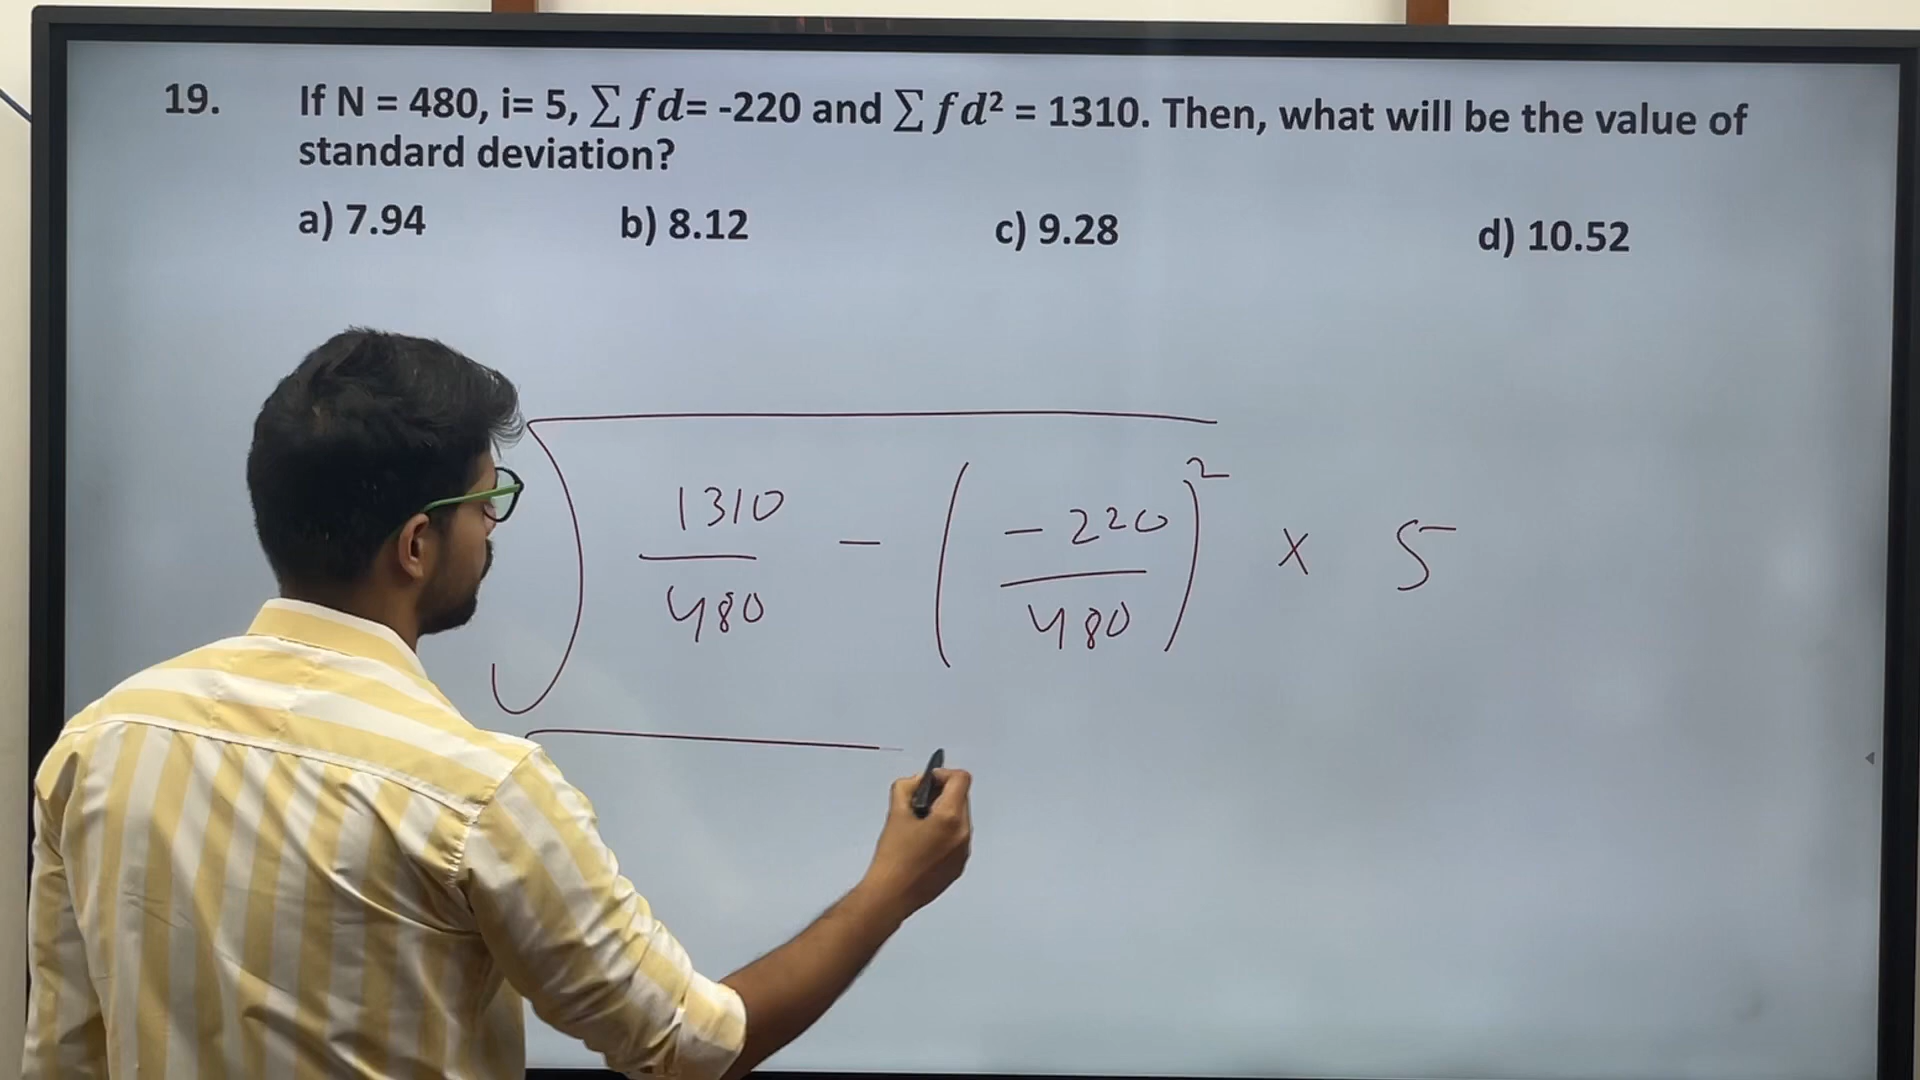 19. If N = 480, i= 5, ∑ fd= -220 and ∑ fd² = 1310. Then, what will be the value of
standard deviation?
a) 7.94 b) 8.12 c) 9.28 d) 10.52
√ 1310/480 - (-220/480)² × 5